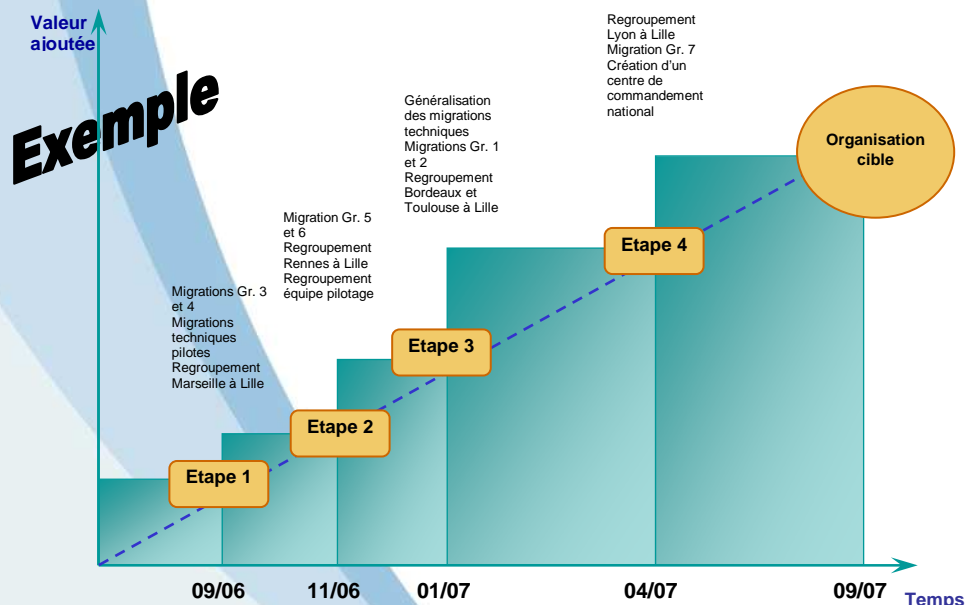 Valeur
ajoutée
Exemple
Regroupement
Lyon à Lille
Migration Gr. 7
Création d'un
centre de
commandement
national
Généralisation
des migrations
techniques
Migrations Gr. 1
et 2
Regroupement
Bordeaux et
Toulouse à Lille
Migration Gr. 5
et 6
Regroupement
Rennes à Lille
Regroupement
équipe pilotage
Migrations Gr. 3
et 4
Migrations
techniques
pilotes
Regroupement
Marseille à Lille
Organisation
cible
Etape 4
Etape 3
Etape 2
Etape 1
09/06 11/06 01/07 04/07 09/07
Temps